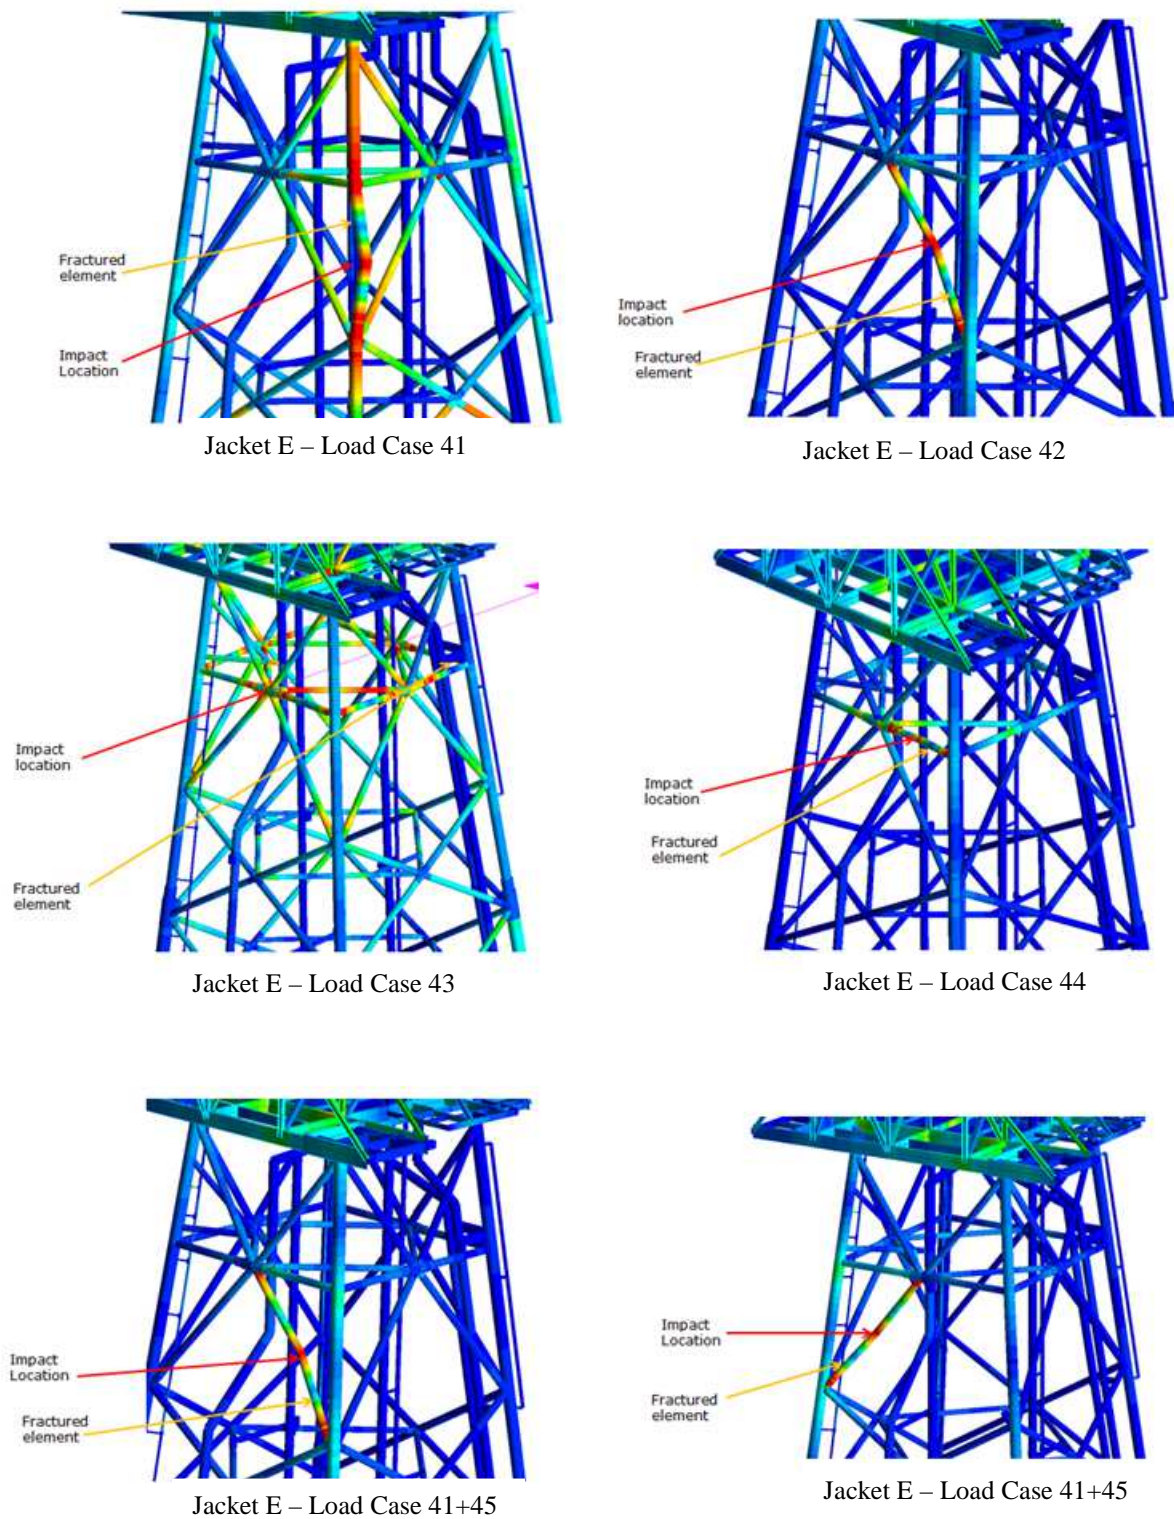 Fractured
element
Impact
Location
Jacket E – Load Case 41
Impact
location
Fractured
element
Jacket E – Load Case 42
Impact
location
Fractured
element
Jacket E – Load Case 43
Impact
location
Fractured
element
Jacket E – Load Case 44
Impact
Location
Fractured
element
Jacket E – Load Case 41+45
Impact
Location
Fractured
element
Jacket E – Load Case 41+45